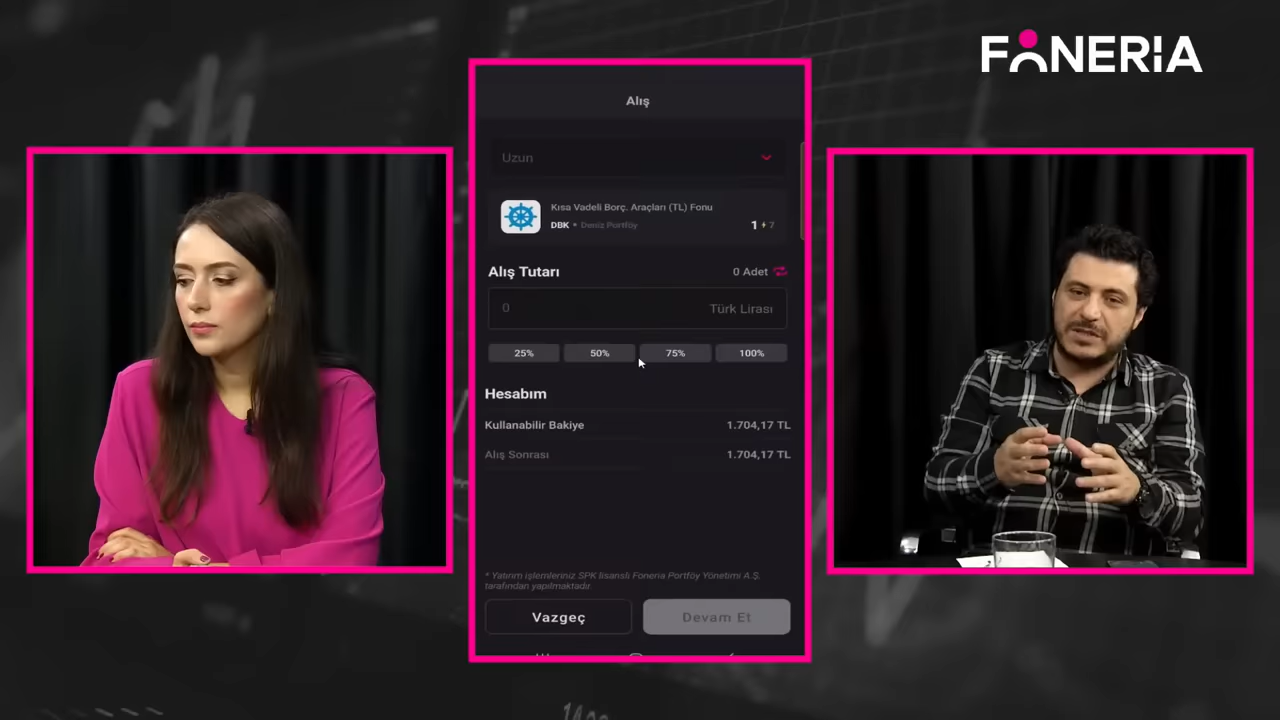 FONERIA
Alış
Uzun
Kısa Vadeli Borç. Araçları (TL) Fonu
DBK • Deniz Portföy
1 7
Alış Tutarı
0 Adet
0
Türk Lirası
25% 50% 75% 100%
Hesabım
Kullanabilir Bakiye
1.704,17 TL
Alış Sonrası
1.704,17 TL
* Yatırım işlemleriniz SPK lisanslı Foneria Portföy Yönetimi A.Ş.
tarafından yapılmaktadır.
Vazgeç
Devam Et